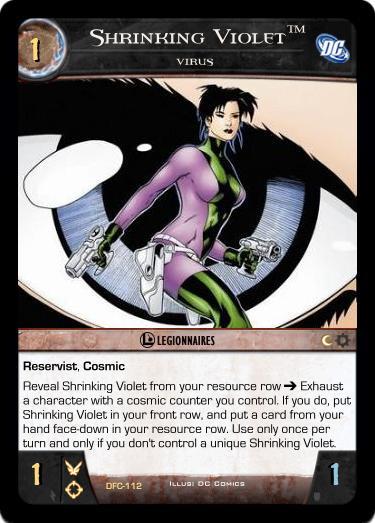 1
SHRINKING VIOLET™
DC
VIRUS
LEGIONNAIRES
Reservist, Cosmic
Reveal Shrinking Violet from your resource row ➔ Exhaust
a character with a cosmic counter you control. If you do, put
Shrinking Violet in your front row, and put a card from your
hand face-down in your resource row. Use only once per
turn and only if you don't control a unique Shrinking Violet.
1
DFC-112
ILLUS: DC COMICS
1